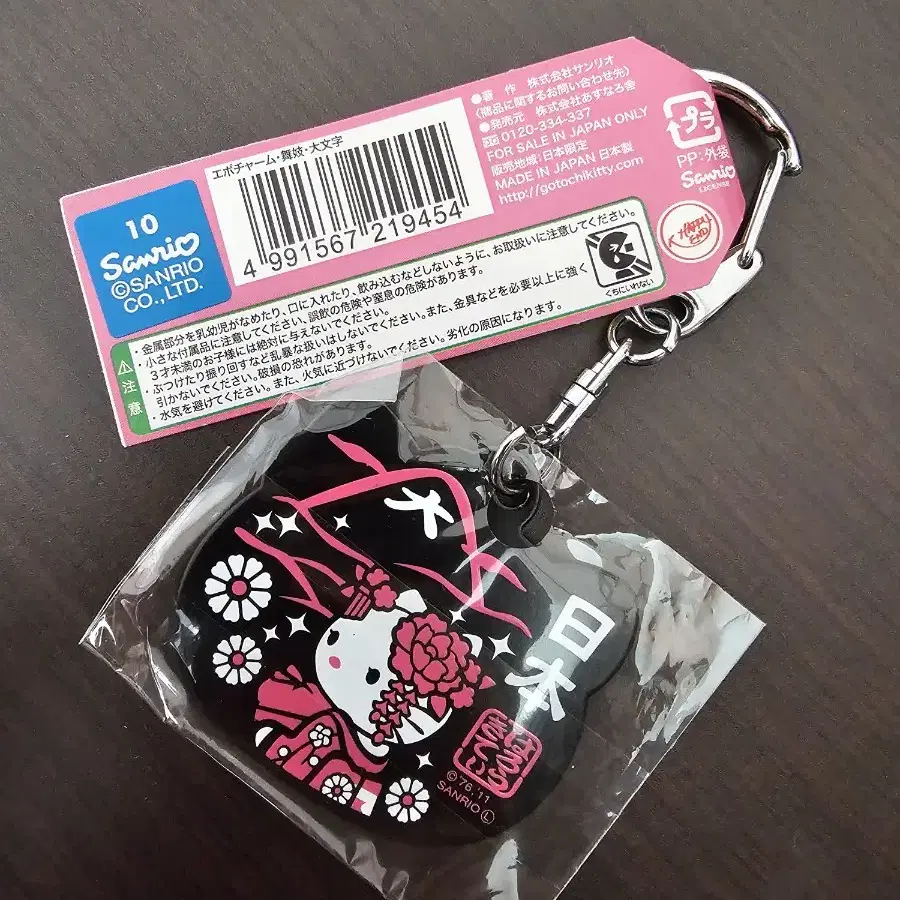 エポチャーム・舞妓・大文字
4 991567 219454
●著作 株式会社サンリオ
〈商品に関するお問い合わせ先〉
●発売元 株式会社あすなろ舎
0120-334-337
FOR SALE IN JAPAN ONLY
販売地域:日本限定
MADE IN JAPAN 日本製
http://gotochikitty.com
プラ
PP:外袋
Sanrio
LICENSE
HAPPY
END
10
Sanrio
©SANRIO
CO.,LTD.
注意
・金属部分を乳幼児がなめたり、口に入れたり、飲み込むなどしないように、お取扱いに注意してください。
・小さな付属品に注意してください、誤飲の危険や窒息の危険があります。
3才未満のお子様には絶対に与えないでください。
・ぶつけたり振り回すなど乱暴な扱いはしないでください。また、金具などを必要以上に強く
引かないでください。破損の恐れがあります。
・水気を避けてください。また、火気に近づけないでください。劣化の原因になります。
くちにいれない
大
日本
はろうきてぃ
©'76,'11
SANRIO Ⓛ